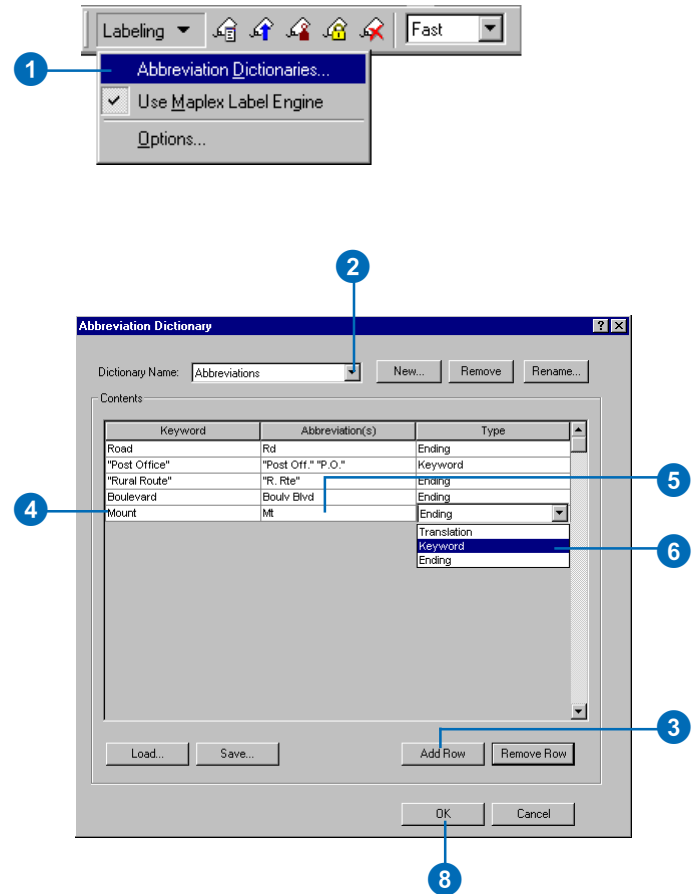 Labeling Fast
1 Abbreviation Dictionaries...
Use Maplex Label Engine
Options...
2
Abbreviation Dictionary
Dictionary Name: Abbreviations New... Remove Rename...
Contents
Keyword Abbreviation(s) Type
Road Rd Ending
"Post Office" "Post Off." "P.O." Keyword
"Rural Route" "R. Rte" Ending
5
Boulevard Boulv Blvd Ending
4 Mount Mt Ending
Translation
Keyword 6
Ending
3
Load... Save... Add Row Remove Row
OK Cancel
8